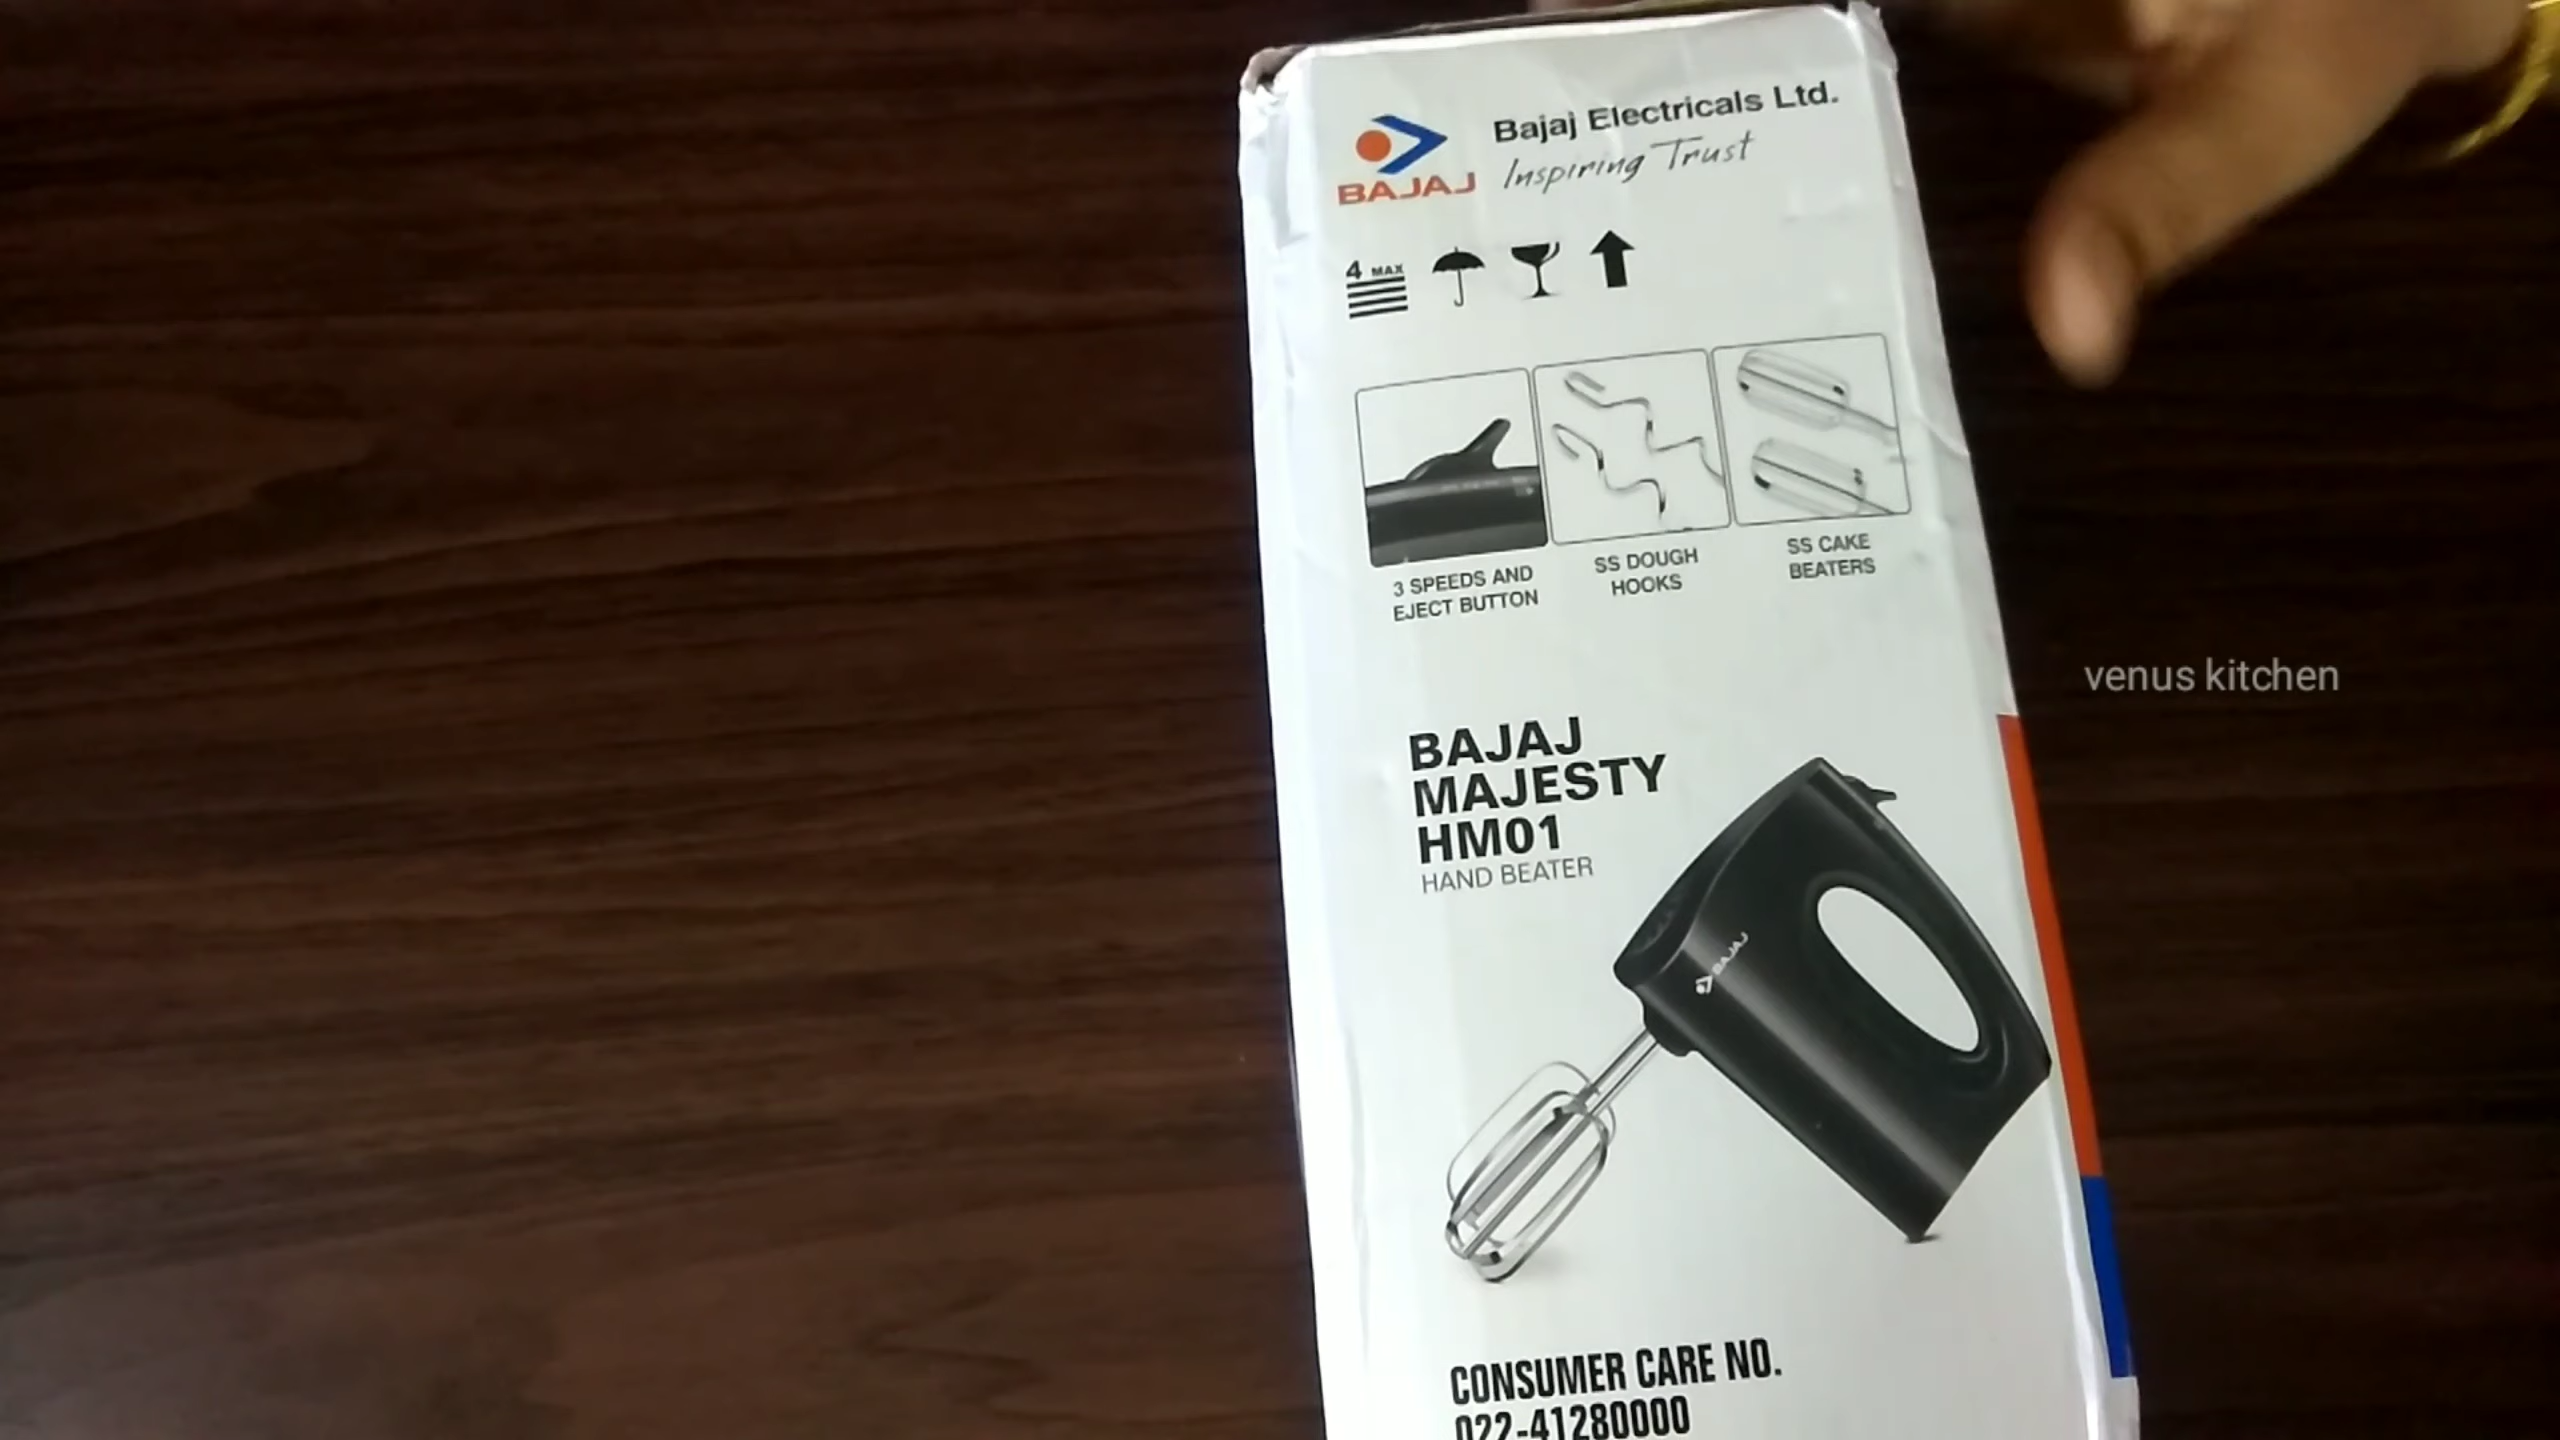 BAJAJ
Bajaj Electricals Ltd.
Inspiring Trust
4 MAX
3 SPEEDS AND
EJECT BUTTON
SS DOUGH
HOOKS
SS CAKE
BEATERS
venus kitchen
BAJAJ
MAJESTY
HM01
HAND BEATER
BAJAJ
CONSUMER CARE NO.
022-41280000